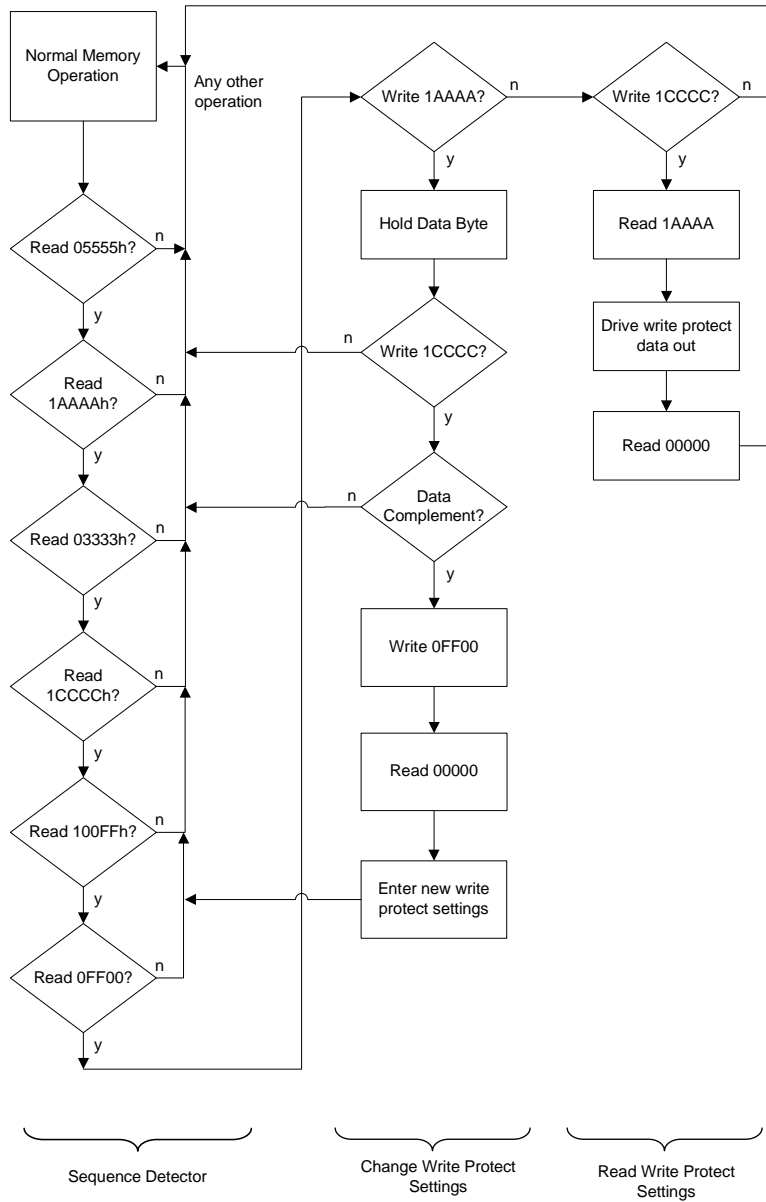 Normal Memory
Operation
Any other
operation
Read 05555h?
n
y
Read
1AAAAh?
n
y
Read 03333h?
n
y
Read
1CCCCh?
n
y
Read 100FFh?
n
y
Read 0FF00?
n
y
Sequence Detector
Write 1AAAA?
n
y
Hold Data Byte
Write 1CCCC?
n
y
Data
Complement?
n
y
Write 0FF00
Read 00000
Enter new write
protect settings
Change Write Protect
Settings
Write 1CCCC?
n
y
Read 1AAAA
Drive write protect
data out
Read 00000
Read Write Protect
Settings